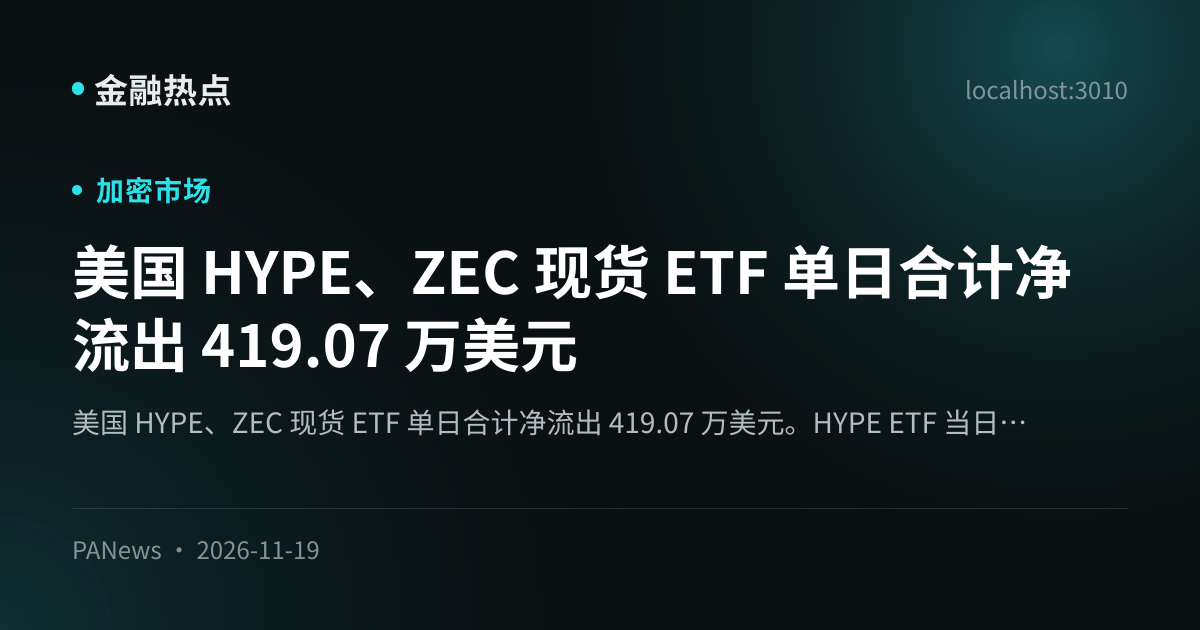 金融热点
localhost:3010
加密市场
美国 HYPE、ZEC 现货 ETF 单日合计净
流出 419.07 万美元
美国 HYPE、ZEC 现货 ETF 单日合计净流出 419.07 万美元。HYPE ETF 当日…
PANews · 2026-11-19